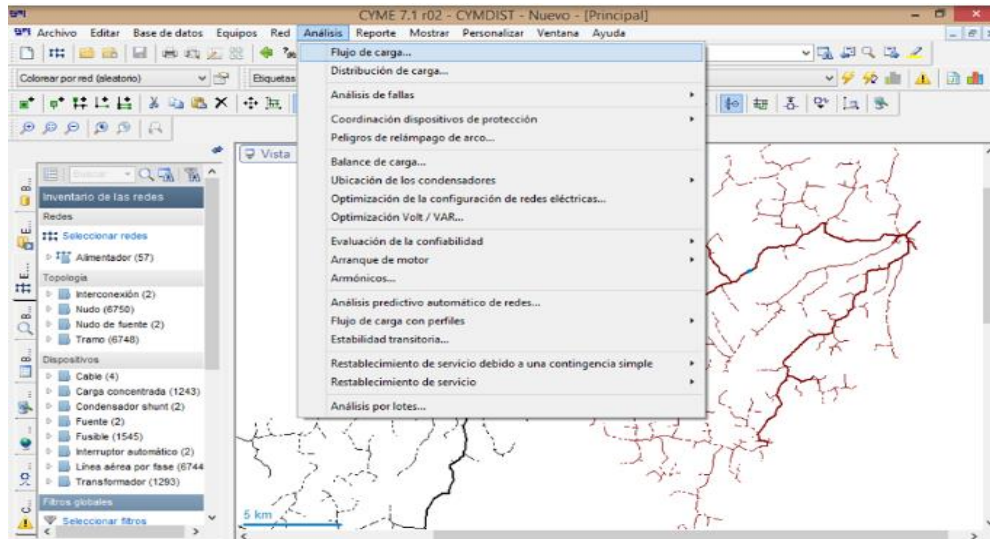 CYME 7.1 r02 - CYMDIST - Nuevo - [Principal]
Archivo Editar Base de datos Equipos Red Análisis Reporte Mostrar Personalizar Ventana Ayuda
Colorear por red (aleatorio)
Etiquetas
Flujo de carga...
Distribución de carga...
Análisis de fallas
Coordinación dispositivos de protección
Peligros de relámpago de arco...
Balance de carga...
Ubicación de los condensadores
Optimización de la configuración de redes eléctricas...
Optimización Volt / VAR...
Evaluación de la confiabilidad
Arranque de motor
Armónicos...
Análisis predictivo automático de redes...
Flujo de carga con perfiles
Estabilidad transitoria...
Restablecimiento de servicio debido a una contingencia simple
Restablecimiento de servicio
Análisis por lotes...
Vista
Buscar
Inventario de las redes
Redes
Seleccionar redes
Alimentador (57)
Topología
Interconexión (2)
Nudo (6750)
Nudo de fuente (2)
Tramo (6748)
Dispositivos
Cable (4)
Carga concentrada (1243)
Condensador shunt (2)
Fuente (2)
Fusible (1545)
Interruptor automático (2)
Línea aérea por fase (6744
Transformador (1293)
Filtros globales
Seleccionar filtros
5 km